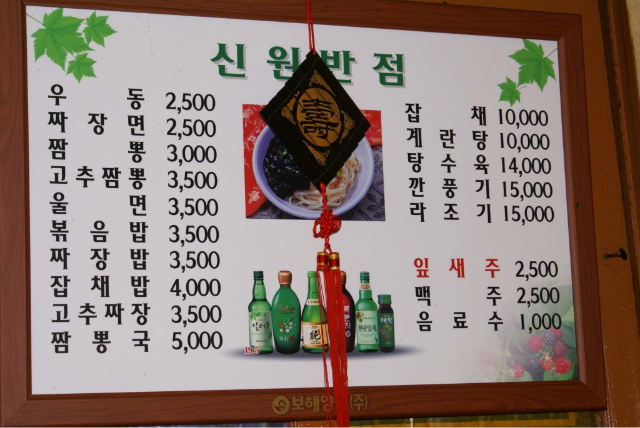 신원반점
우동 2,500
짜장면 2,500
짬뽕 3,000
고추짬뽕 3,500
울면 3,500
볶음밥 3,500
짜장밥 3,500
잡채밥 4,000
고추짜장 3,500
짬뽕국 5,000
잡채 10,000
계란탕 10,000
탕수육 14,000
깐풍기 15,000
라조기 15,000
잎새주 2,500
맥주 2,500
음료수 1,000
보해양 (주)